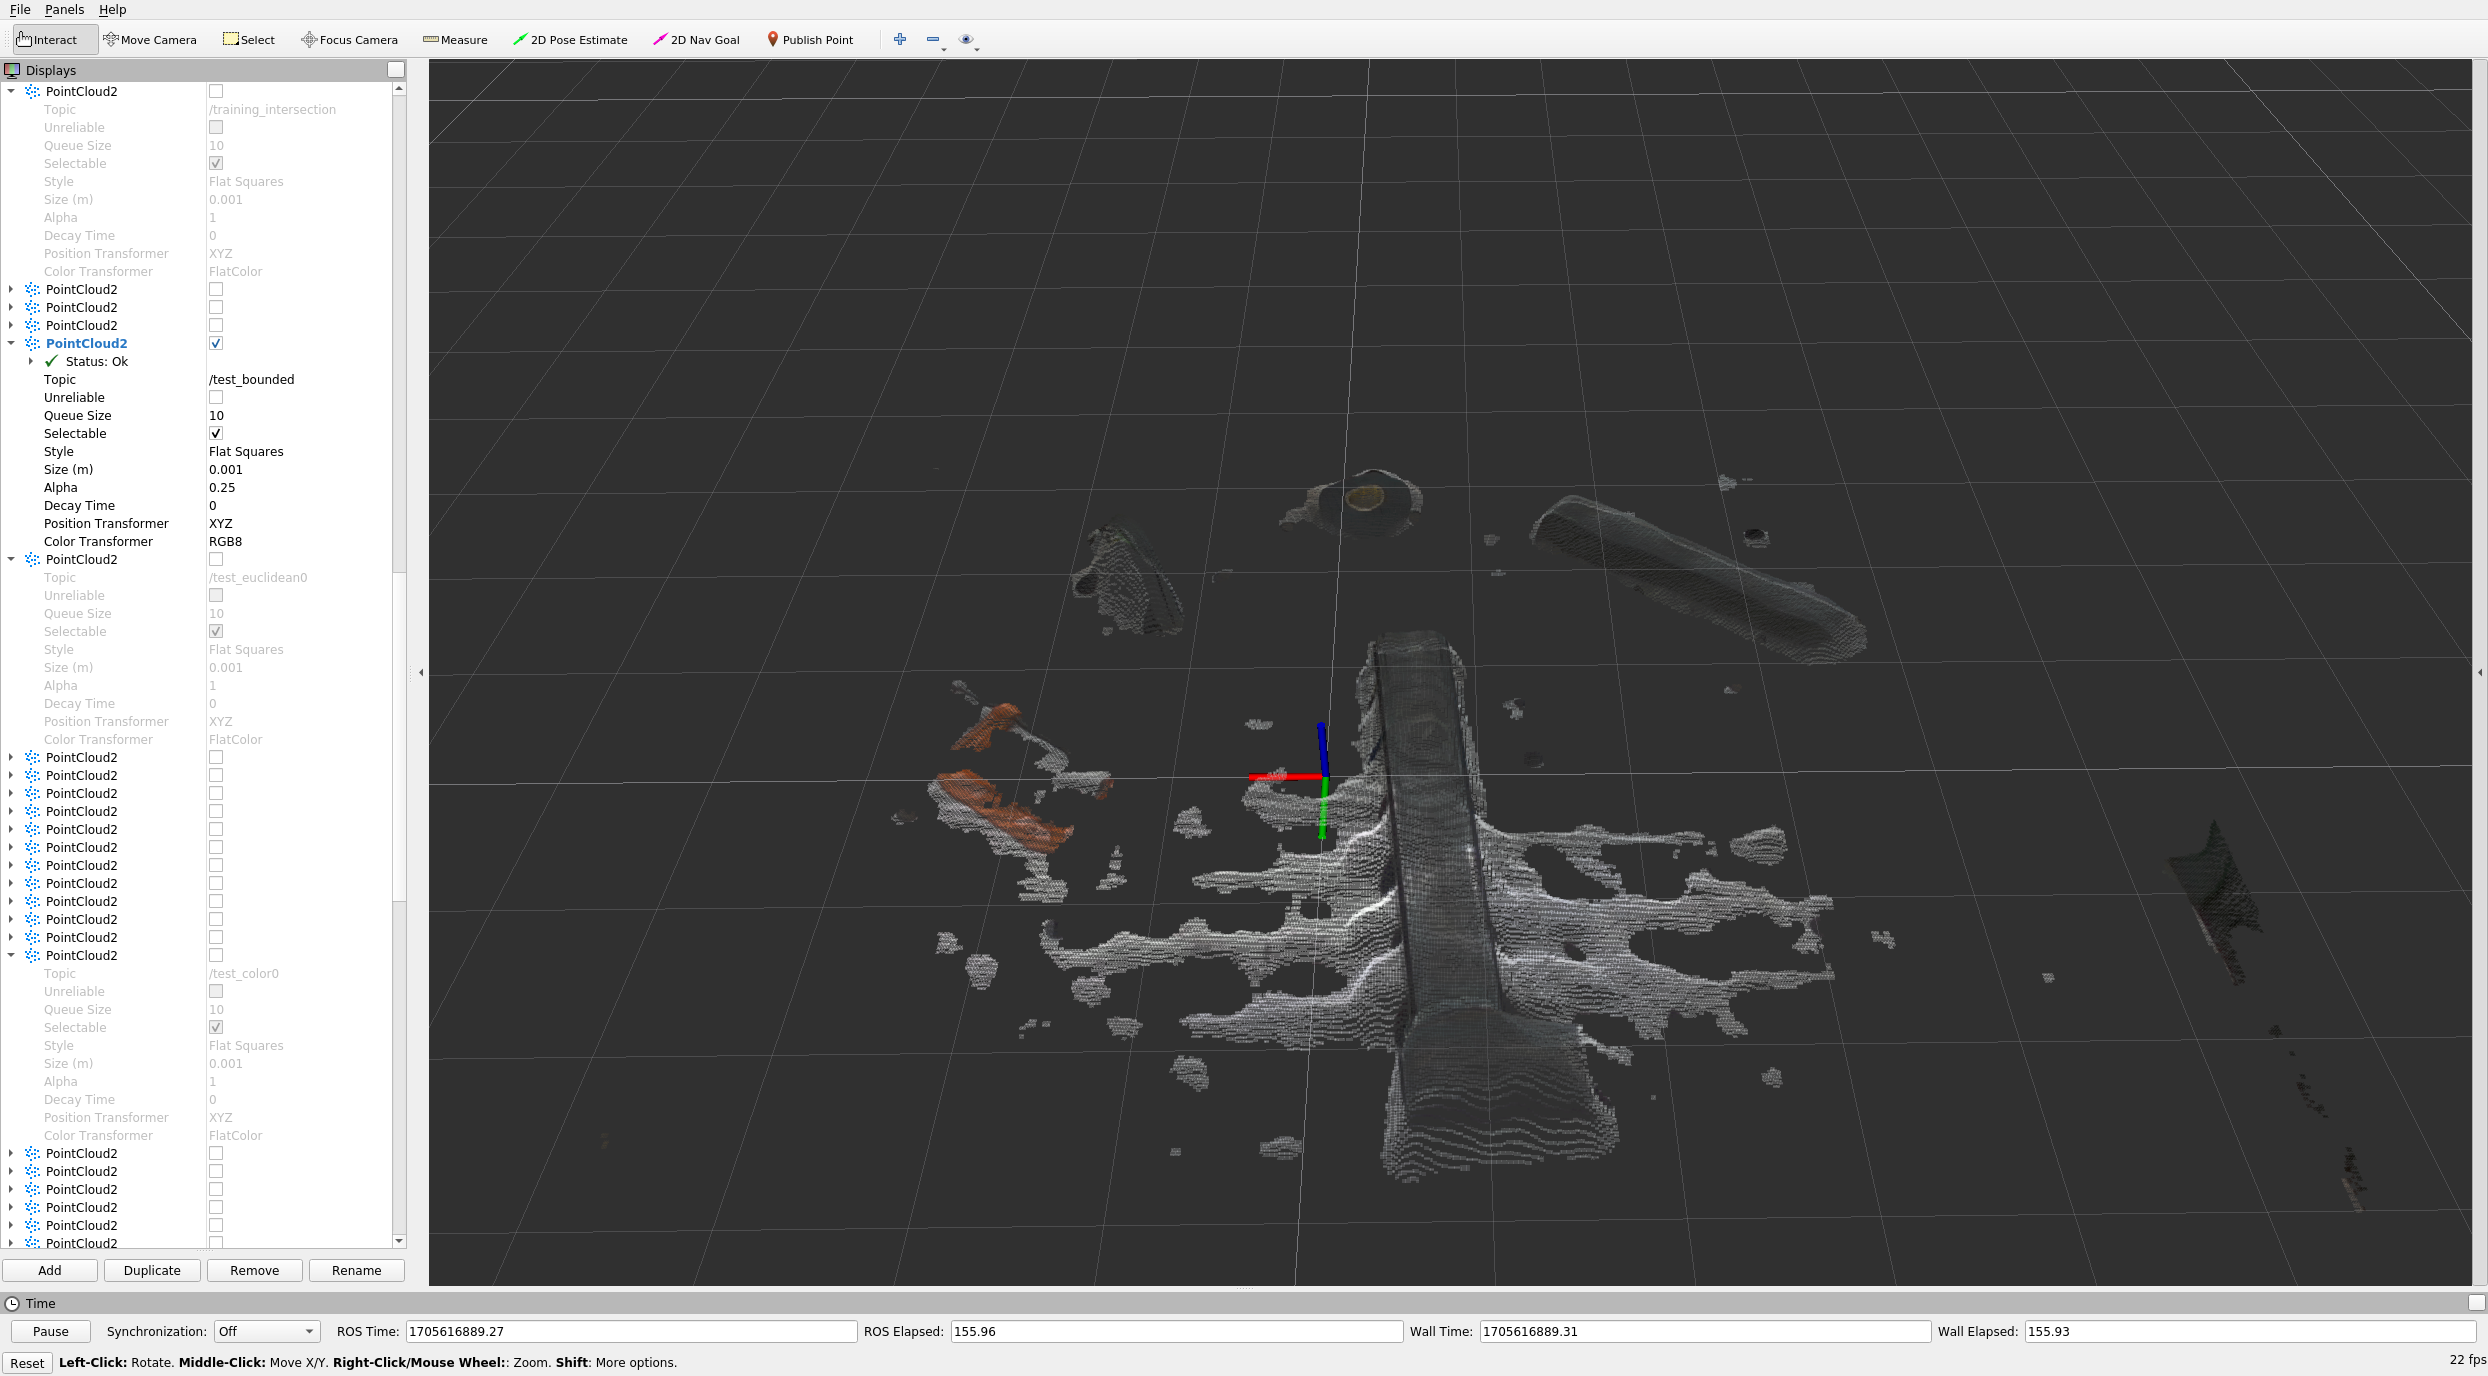 File Panels Help
Interact Move Camera Select Focus Camera Measure 2D Pose Estimate 2D Nav Goal Publish Point
Displays
PointCloud2
Topic /training_intersection
Unreliable
Queue Size 10
Selectable
Style Flat Squares
Size (m) 0.001
Alpha 1
Decay Time 0
Position Transformer XYZ
Color Transformer FlatColor
PointCloud2
PointCloud2
PointCloud2
PointCloud2
Status: Ok
Topic /test_bounded
Unreliable
Queue Size 10
Selectable
Style Flat Squares
Size (m) 0.001
Alpha 0.25
Decay Time 0
Position Transformer XYZ
Color Transformer RGB8
PointCloud2
Topic /test_euclidean0
Unreliable
Queue Size 10
Selectable
Style Flat Squares
Size (m) 0.001
Alpha 1
Decay Time 0
Position Transformer XYZ
Color Transformer FlatColor
PointCloud2
PointCloud2
PointCloud2
PointCloud2
PointCloud2
PointCloud2
PointCloud2
PointCloud2
PointCloud2
PointCloud2
PointCloud2
PointCloud2
Topic /test_color0
Unreliable
Queue Size 10
Selectable
Style Flat Squares
Size (m) 0.001
Alpha 1
Decay Time 0
Position Transformer XYZ
Color Transformer FlatColor
PointCloud2
PointCloud2
PointCloud2
PointCloud2
PointCloud2
PointCloud2
Add Duplicate Remove Rename
Time
Pause Synchronization: Off ROS Time: 1705616889.27 ROS Elapsed: 155.96 Wall Time: 1705616889.31 Wall Elapsed: 155.93
Reset Left-Click: Rotate. Middle-Click: Move X/Y. Right-Click/Mouse Wheel:: Zoom. Shift: More options. 22 fps